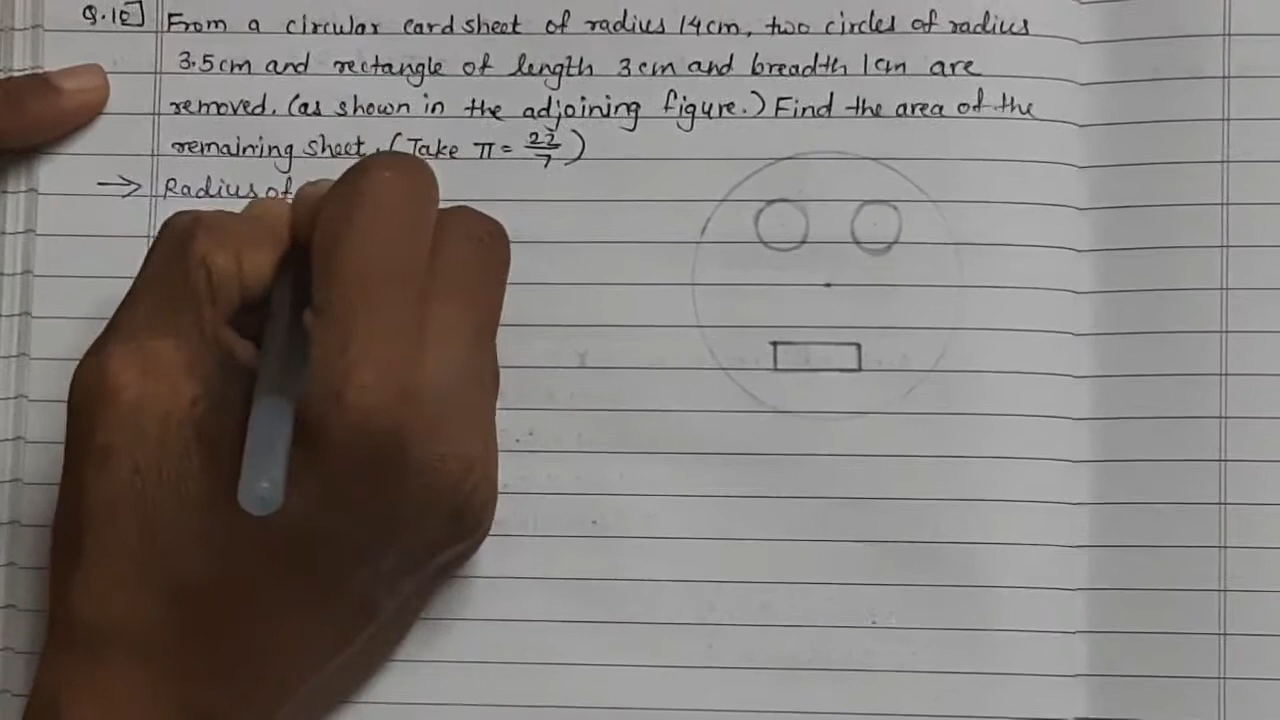 Q.10] From a circular card sheet of radius 14cm, two circles of radius
3.5cm and rectangle of length 3cm and breadth 1cm are
removed. (as shown in the adjoining figure.) Find the area of the
remaining sheet. (Take π = 22/7)
→ Radius of